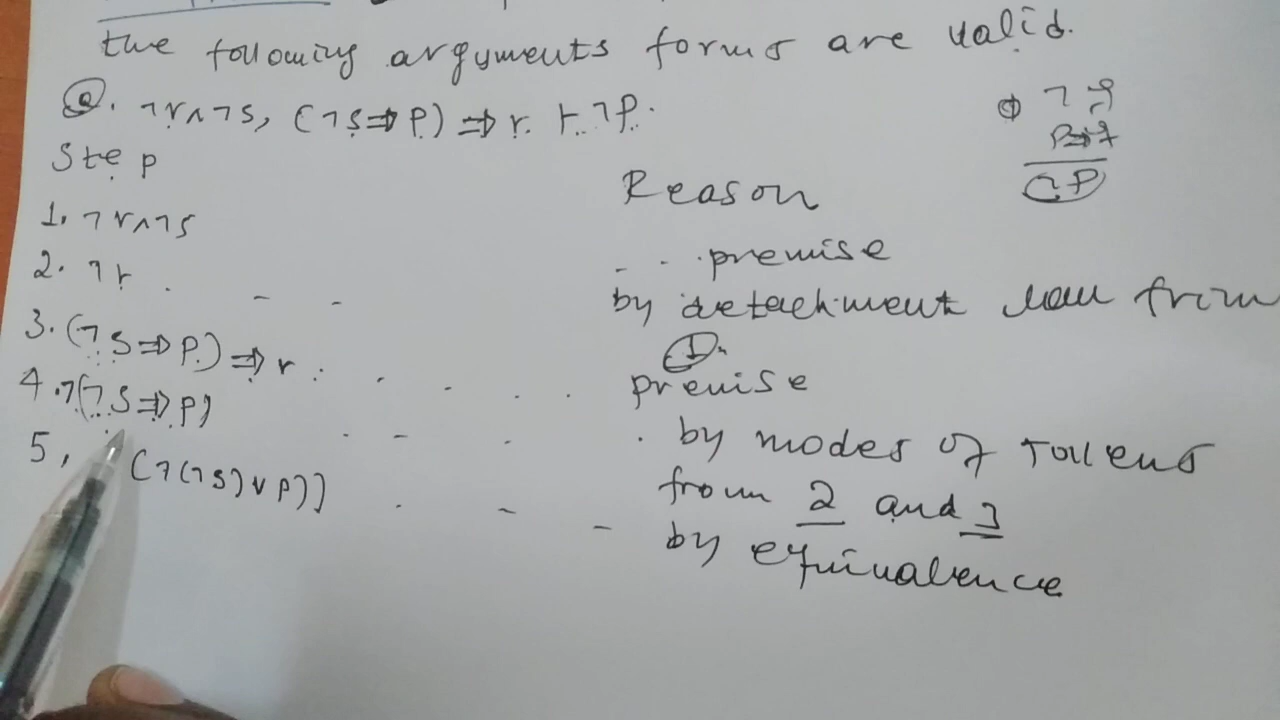 the following arguments forms are valid.
a. ¬r∧¬s, (¬s⇒p)⇒r ⊢ ¬p.
Step
Reason
1. ¬r∧¬s
premise
2. ¬r
by detachment law from
1.
3. (¬s⇒p)⇒r
premise
4. ¬(¬s⇒p)
by modes of Tollens
from 2 and 3
5, (¬(¬s)∨p)]
by equivalence
¬q
p⇒q
¬p